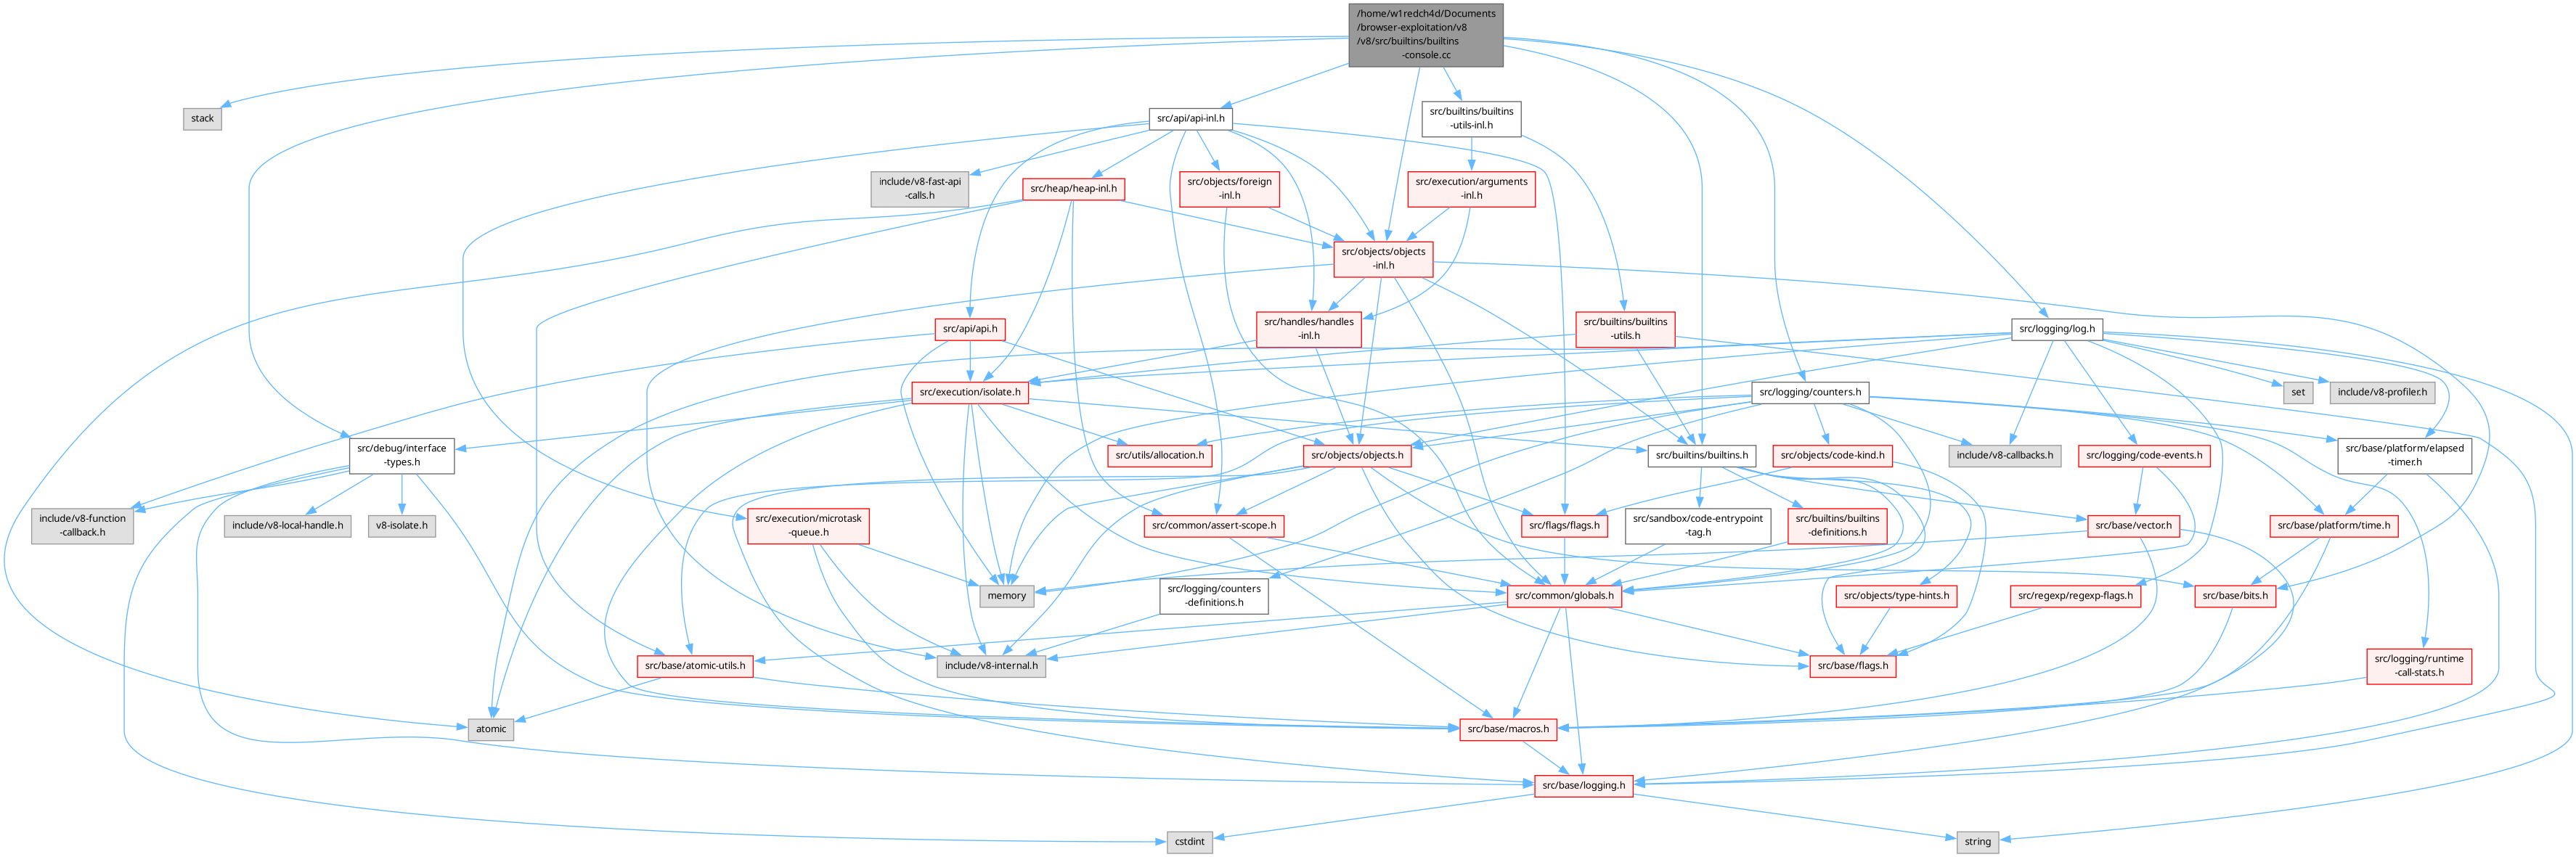 /home/w1redch4d/Documents
/browser-exploitation/v8
/v8/src/builtins/builtins
-console.cc
stack
src/api/api-inl.h
src/builtins/builtins
-utils-inl.h
include/v8-fast-api
-calls.h
src/heap/heap-inl.h
src/objects/foreign
-inl.h
src/execution/arguments
-inl.h
src/objects/objects
-inl.h
src/api/api.h
src/handles/handles
-inl.h
src/builtins/builtins
-utils.h
src/logging/log.h
src/execution/isolate.h
src/logging/counters.h
set
include/v8-profiler.h
src/debug/interface
-types.h
src/utils/allocation.h
src/objects/objects.h
src/builtins/builtins.h
src/objects/code-kind.h
include/v8-callbacks.h
src/logging/code-events.h
src/base/platform/elapsed
-timer.h
include/v8-function
-callback.h
include/v8-local-handle.h
v8-isolate.h
src/execution/microtask
-queue.h
src/common/assert-scope.h
src/flags/flags.h
src/sandbox/code-entrypoint
-tag.h
src/builtins/builtins
-definitions.h
src/base/vector.h
src/base/platform/time.h
memory
src/logging/counters
-definitions.h
src/common/globals.h
src/objects/type-hints.h
src/regexp/regexp-flags.h
src/base/bits.h
src/base/atomic-utils.h
include/v8-internal.h
src/base/flags.h
src/logging/runtime
-call-stats.h
atomic
src/base/macros.h
src/base/logging.h
cstdint
string